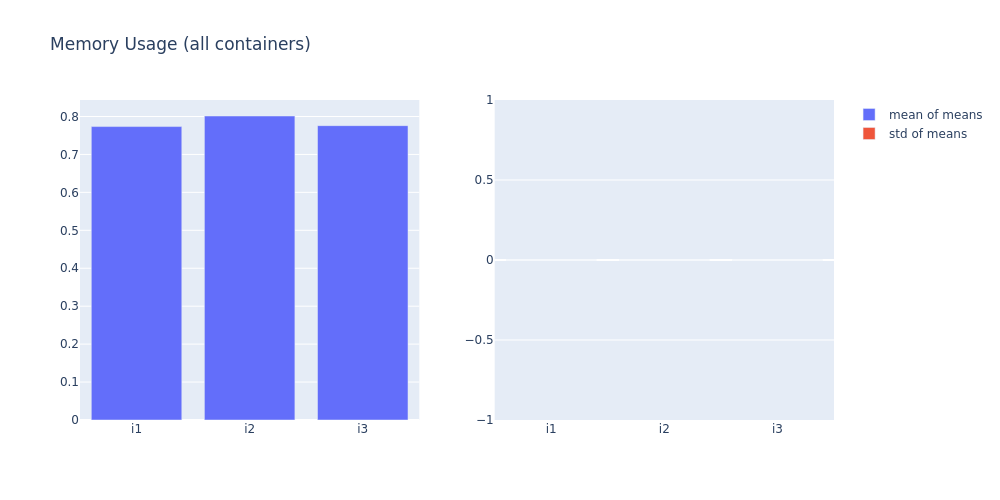 Memory Usage (all containers)
0.8
0.7
0.6
0.5
0.4
0.3
0.2
0.1
0
i1 i2 i3
1
0.5
0
−0.5
−1
i1 i2 i3
mean of means
std of means